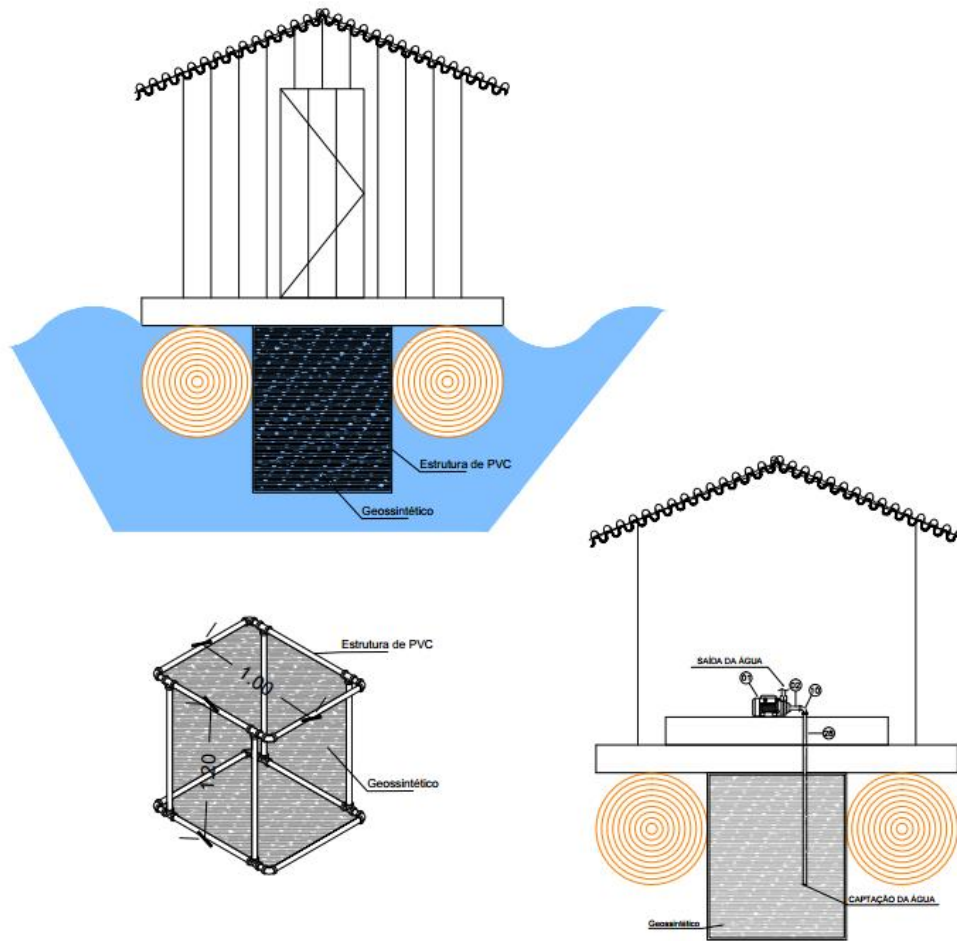 Estrutura de PVC
Geossintético
Estrutura de PVC
1.00
1.20
Geossintético
SAÍDA DA ÁGUA
01
02
10
28
CAPTAÇÃO DA ÁGUA
Geossintético